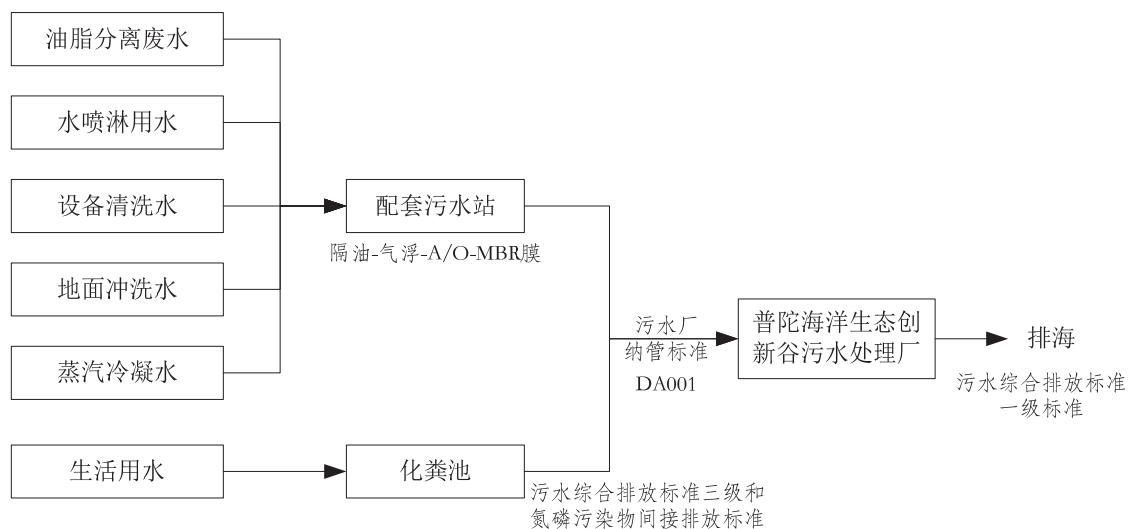 油脂分离废水
水喷淋用水
设备清洗水
配套污水站
隔油-气浮-A/O-MBR膜
地面冲洗水
蒸汽冷凝水
污水厂
纳管标准
DA001
普陀海洋生态创
新谷污水处理厂
排海
污水综合排放标准
一级标准
生活用水
化粪池
污水综合排放标准三级和
氮磷污染物间接排放标准